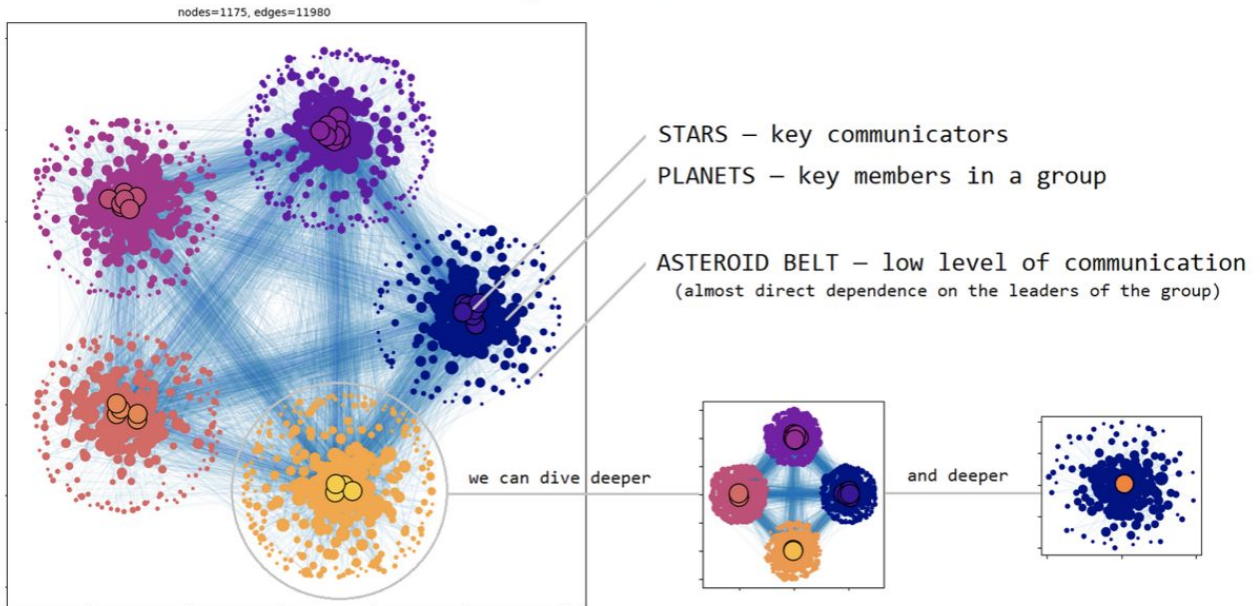 nodes=1175, edges=11980
STARS — key communicators
PLANETS — key members in a group
ASTEROID BELT — low level of communication
(almost direct dependence on the leaders of the group)
we can dive deeper
and deeper